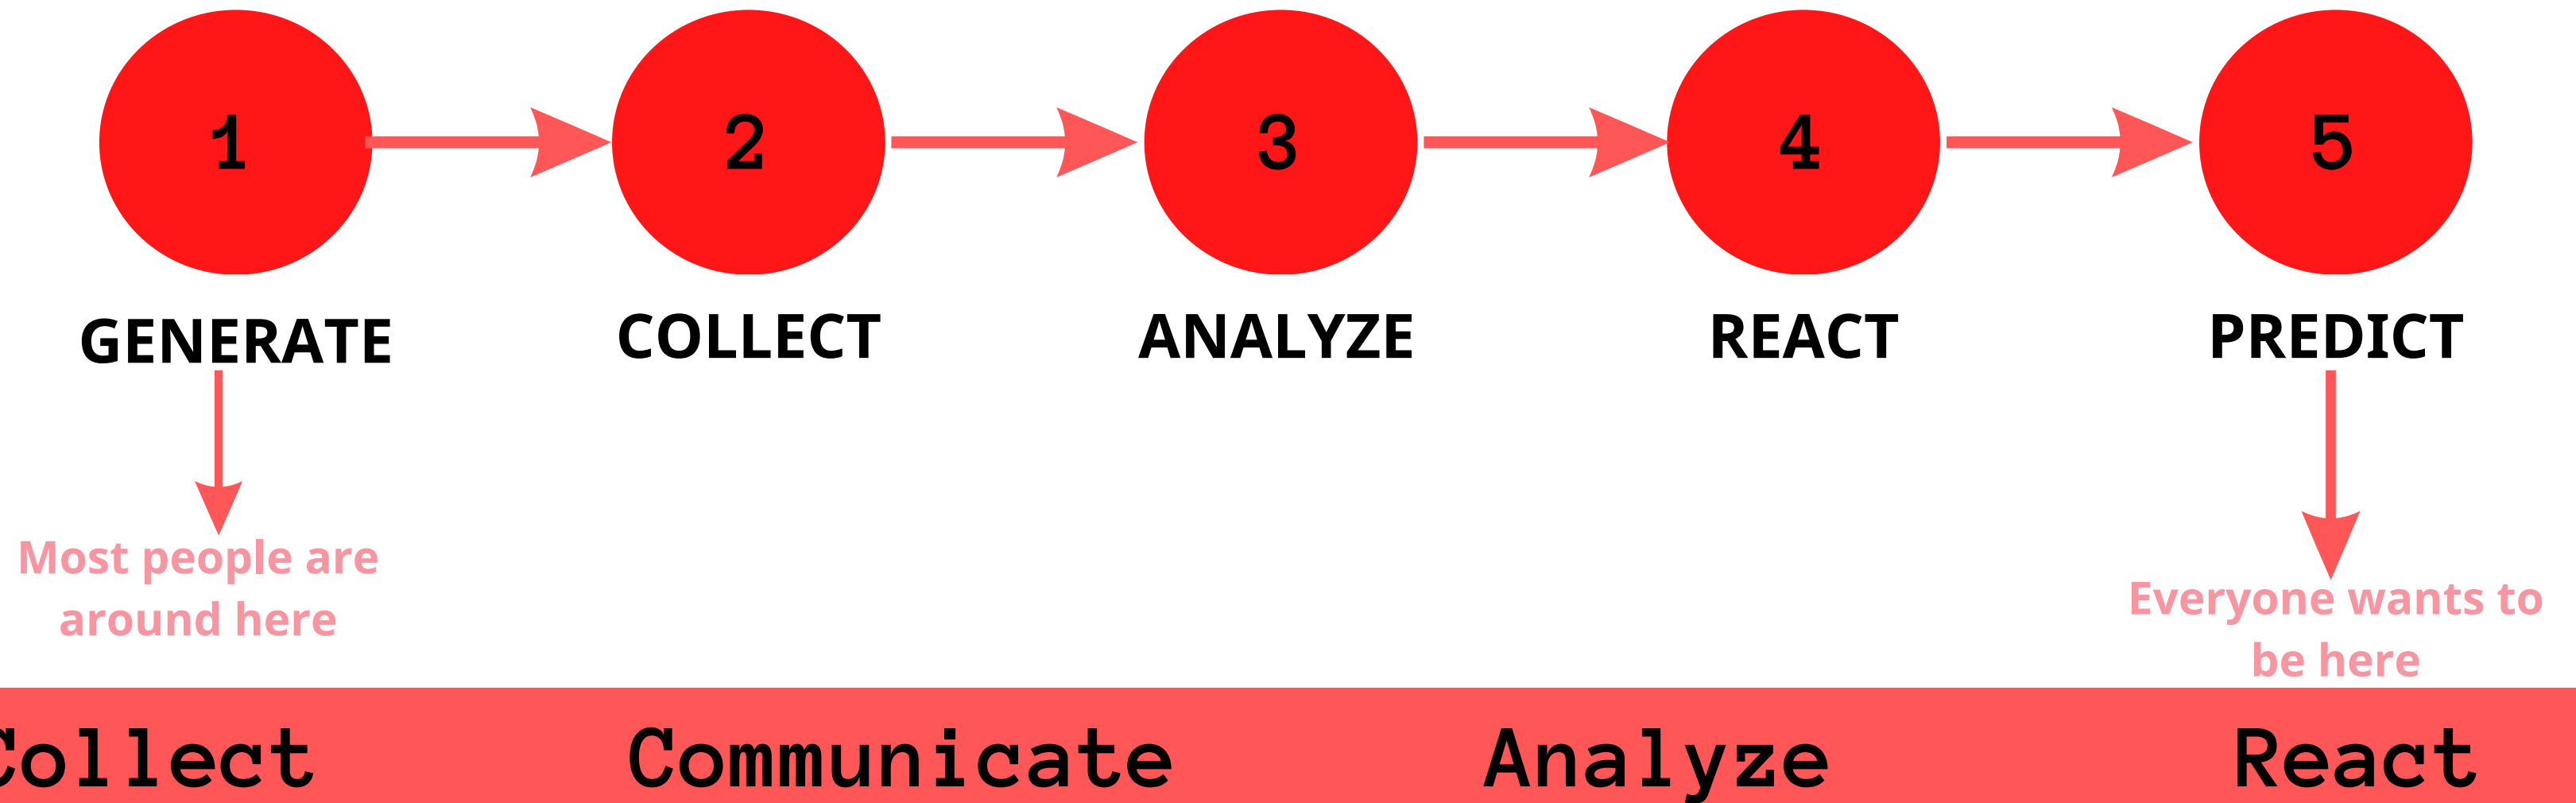 1 2 3 4 5
GENERATE COLLECT ANALYZE REACT PREDICT
Most people are
around here
Everyone wants to
be here
Collect Communicate Analyze React